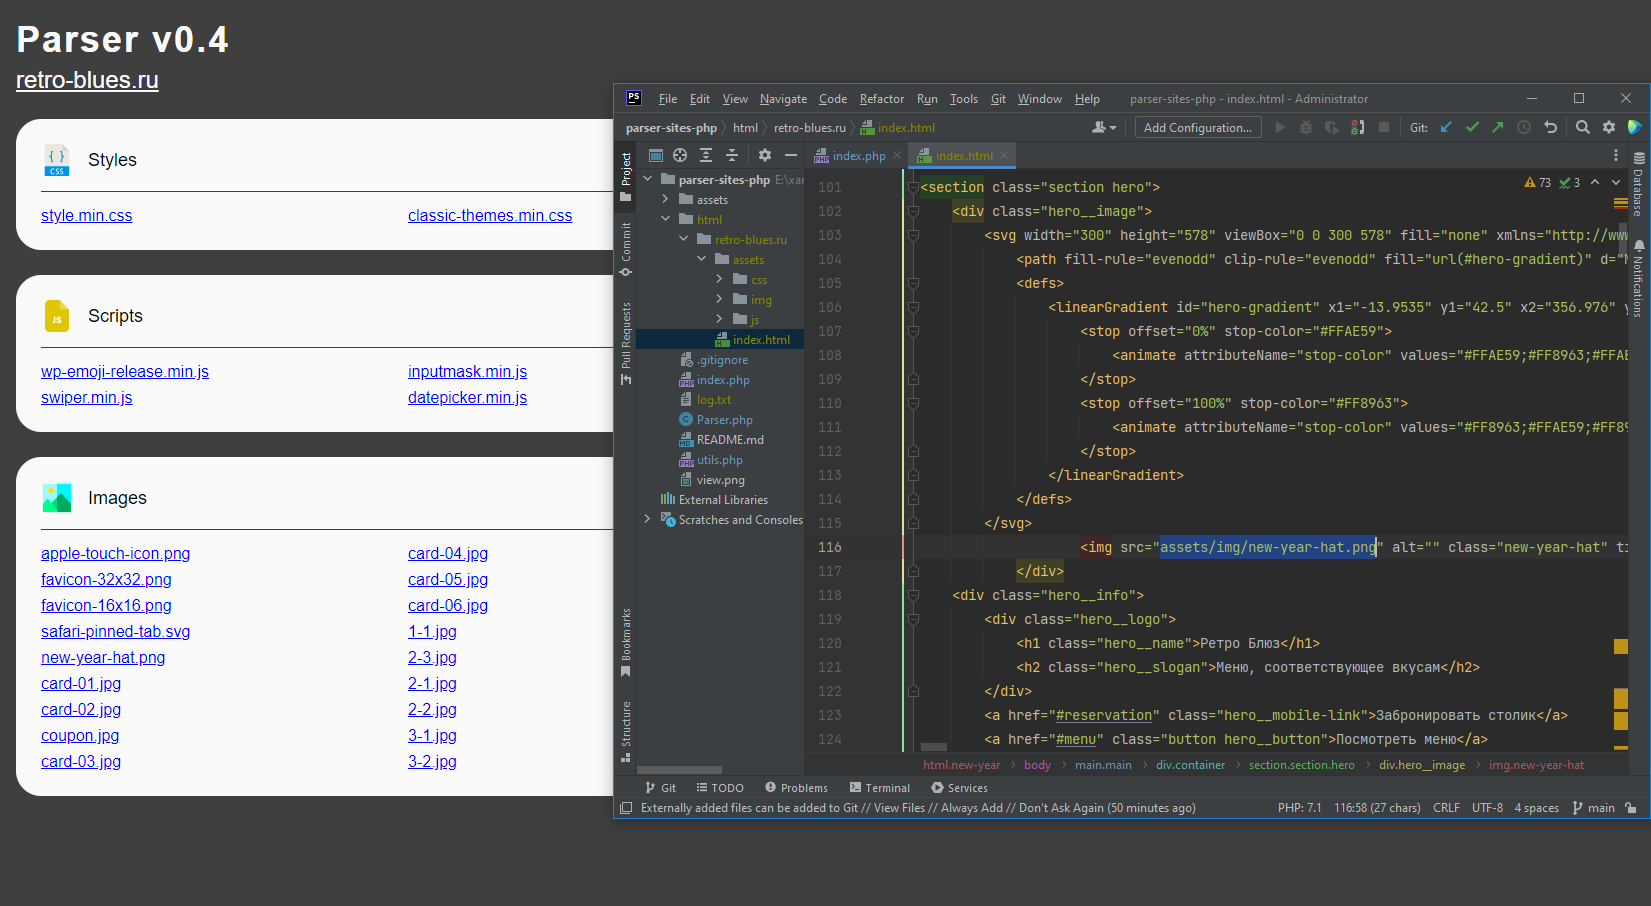 Parser v0.4
retro-blues.ru
Styles
style.min.css
classic-themes.min.css
Scripts
wp-emoji-release.min.js
inputmask.min.js
swiper.min.js
datepicker.min.js
Images
apple-touch-icon.png
card-04.jpg
favicon-32x32.png
card-05.jpg
favicon-16x16.png
card-06.jpg
safari-pinned-tab.svg
1-1.jpg
new-year-hat.png
2-3.jpg
card-01.jpg
2-1.jpg
card-02.jpg
2-2.jpg
coupon.jpg
3-1.jpg
card-03.jpg
3-2.jpg
PS File Edit View Navigate Code Refactor Run Tools Git Window Help parser-sites-php - index.html - Administrator
parser-sites-php html retro-blues.ru index.html Add Configuration... Git:
Project
Commit
Pull Requests
Bookmarks
Structure
parser-sites-php E:\xar
assets
html
retro-blues.ru
assets
css
img
js
index.html
.gitignore
index.php
log.txt
Parser.php
README.md
utils.php
view.png
External Libraries
Scratches and Consoles
index.php index.html
73 3
101 <section class="section hero">
102 <div class="hero__image">
103 <svg width="300" height="578" viewBox="0 0 300 578" fill="none" xmlns="http://ww
104 <path fill-rule="evenodd" clip-rule="evenodd" fill="url(#hero-gradient)" d="
105 <defs>
106 <linearGradient id="hero-gradient" x1="-13.9535" y1="42.5" x2="356.976" y
107 <stop offset="0%" stop-color="#FFAE59">
108 <animate attributeName="stop-color" values="#FFAE59;#FF8963;#FFAE
109 </stop>
110 <stop offset="100%" stop-color="#FF8963">
111 <animate attributeName="stop-color" values="#FF8963;#FFAE59;#FF89
112 </stop>
113 </linearGradient>
114 </defs>
115 </svg>
116 <img src="assets/img/new-year-hat.png" alt="" class="new-year-hat" ti
117 </div>
118 <div class="hero__info">
119 <div class="hero__logo">
120 <h1 class="hero__name">Ретро Блюз</h1>
121 <h2 class="hero__slogan">Меню, соответствующее вкусам</h2>
122 </div>
123 <a href="#reservation" class="hero__mobile-link">Забронировать столик</a>
124 <a href="#menu" class="button hero__button">Посмотреть меню</a>
Database
Notifications
html.new-year body main.main div.container section.section.hero div.hero__image img.new-year-hat
Git TODO Problems Terminal Services
Externally added files can be added to Git // View Files // Always Add // Don't Ask Again (50 minutes ago) PHP: 7.1 116:58 (27 chars) CRLF UTF-8 4 spaces main